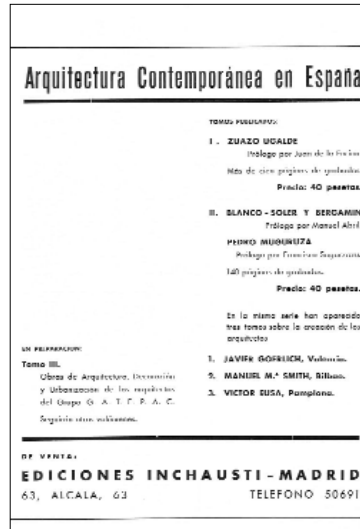 Arquitectura Contemporánea en España
TOMOS PUBLICADOS:
I. ZUAZO UGALDE
Prólogo por Juan de la Encina
Más de cien páginas de grabados.
Precio: 40 pesetas.
II. BLANCO-SOLER Y BERGAMIN
Prólogo por Manuel Abril
PEDRO MUGURUZA
Prólogo por Francisco
140 páginas de grabados.
Precio: 40 pesetas.
En la misma serie han aparecido
tres tomos sobre la creación de los
arquitectos
1. JAVIER GOERLICH, Valencia.
2. MANUEL M.ª SMITH, Bilbao.
3. VICTOR EUSA, Pamplona.
EN PREPARACION:
Tomo III.
Obras de Arquitectura, Decoración
y Urbanización de los arquitectos
del Grupo G. A. T. E. P. A. C.
Seguirán otros volúmenes.
DE VENTA:
EDICIONES INCHAUSTI-MADRID
63, ALCALA, 63 TELEFONO 50691